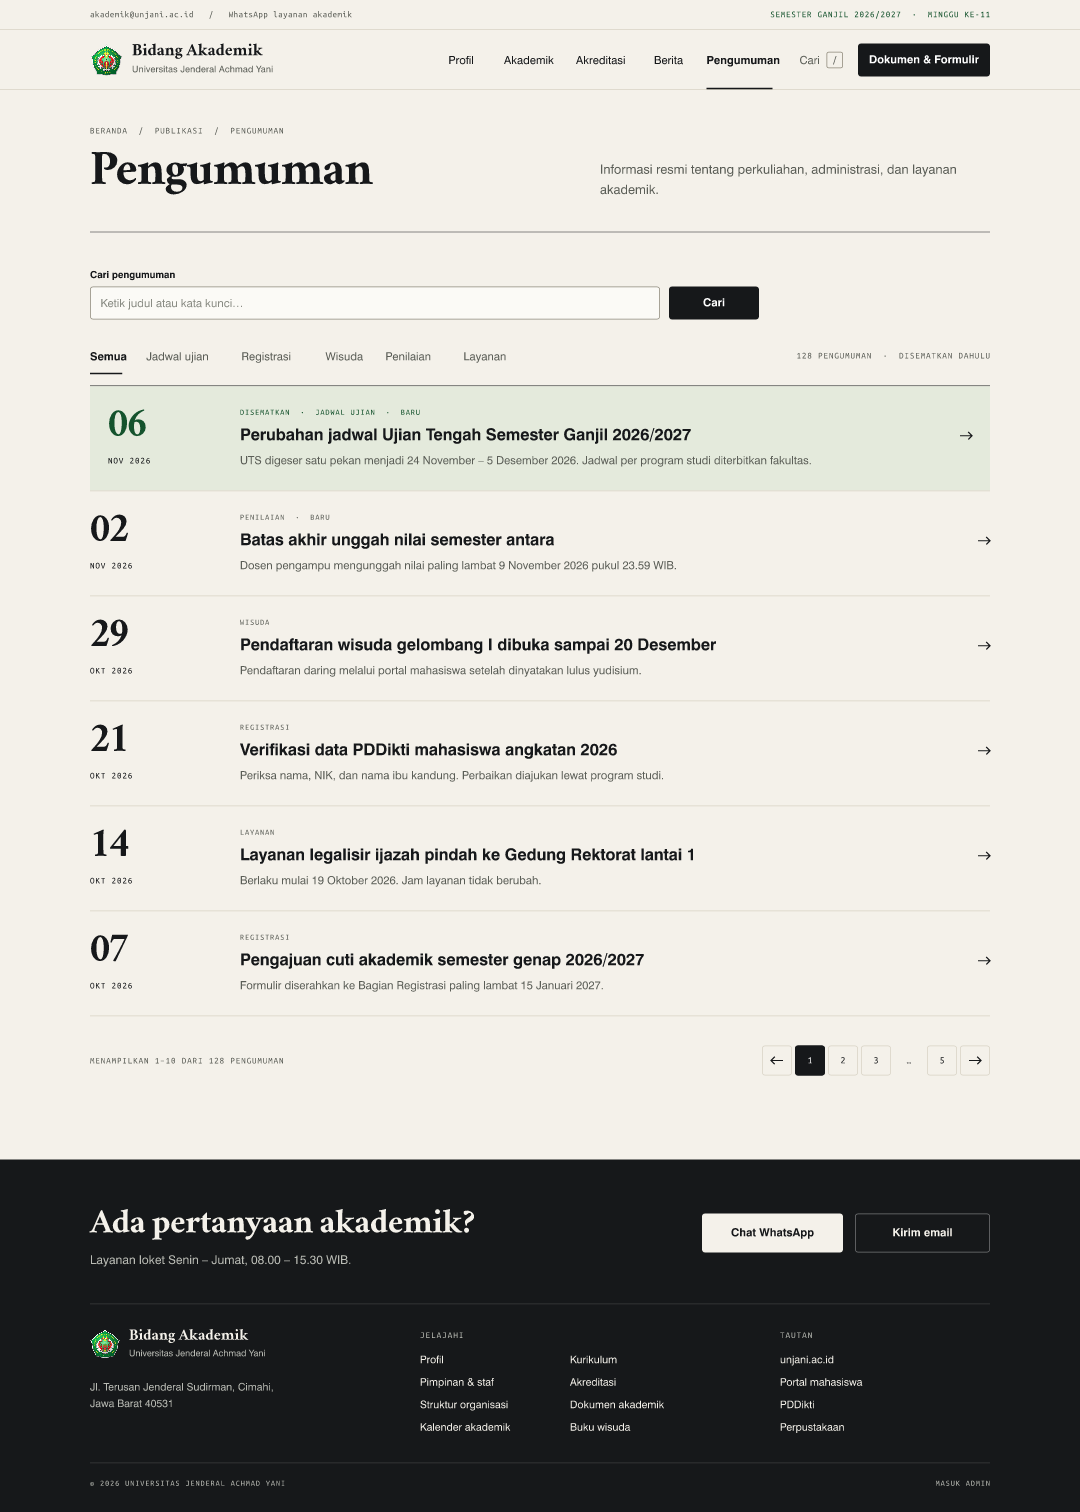 akademik@unjani.ac.id / WhatsApp layanan akademik
SEMESTER GANJIL 2026/2027 · MINGGU KE-11
Bidang Akademik
Universitas Jenderal Achmad Yani
Profil Akademik Akreditasi Berita Pengumuman Cari / Dokumen & Formulir
BERANDA / PUBLIKASI / PENGUMUMAN
Pengumuman
Informasi resmi tentang perkuliahan, administrasi, dan layanan
akademik.
Cari pengumuman
Ketik judul atau kata kunci...
Cari
Semua Jadwal ujian Registrasi Wisuda Penilaian Layanan
128 PENGUMUMAN · DISEMATKAN DAHULU
06
NOV 2026
DISEMATKAN · JADWAL UJIAN · BARU
Perubahan jadwal Ujian Tengah Semester Ganjil 2026/2027
UTS digeser satu pekan menjadi 24 November – 5 Desember 2026. Jadwal per program studi diterbitkan fakultas.
→
02
NOV 2026
PENILAIAN · BARU
Batas akhir unggah nilai semester antara
Dosen pengampu mengunggah nilai paling lambat 9 November 2026 pukul 23.59 WIB.
→
29
OKT 2026
WISUDA
Pendaftaran wisuda gelombang I dibuka sampai 20 Desember
Pendaftaran daring melalui portal mahasiswa setelah dinyatakan lulus yudisium.
→
21
OKT 2026
REGISTRASI
Verifikasi data PDDikti mahasiswa angkatan 2026
Periksa nama, NIK, dan nama ibu kandung. Perbaikan diajukan lewat program studi.
→
14
OKT 2026
LAYANAN
Layanan legalisir ijazah pindah ke Gedung Rektorat lantai 1
Berlaku mulai 19 Oktober 2026. Jam layanan tidak berubah.
→
07
OKT 2026
REGISTRASI
Pengajuan cuti akademik semester genap 2026/2027
Formulir diserahkan ke Bagian Registrasi paling lambat 15 Januari 2027.
→
MENAMPILKAN 1–10 DARI 128 PENGUMUMAN
← 1 2 3 … 5 →
Ada pertanyaan akademik?
Layanan loket Senin – Jumat, 08.00 – 15.30 WIB.
Chat WhatsApp
Kirim email
Bidang Akademik
Universitas Jenderal Achmad Yani
Jl. Terusan Jenderal Sudirman, Cimahi,
Jawa Barat 40531
JELAJAHI
Profil
Pimpinan & staf
Struktur organisasi
Kalender akademik
Kurikulum
Akreditasi
Dokumen akademik
Buku wisuda
TAUTAN
unjani.ac.id
Portal mahasiswa
PDDikti
Perpustakaan
© 2026 UNIVERSITAS JENDERAL ACHMAD YANI
MASUK ADMIN